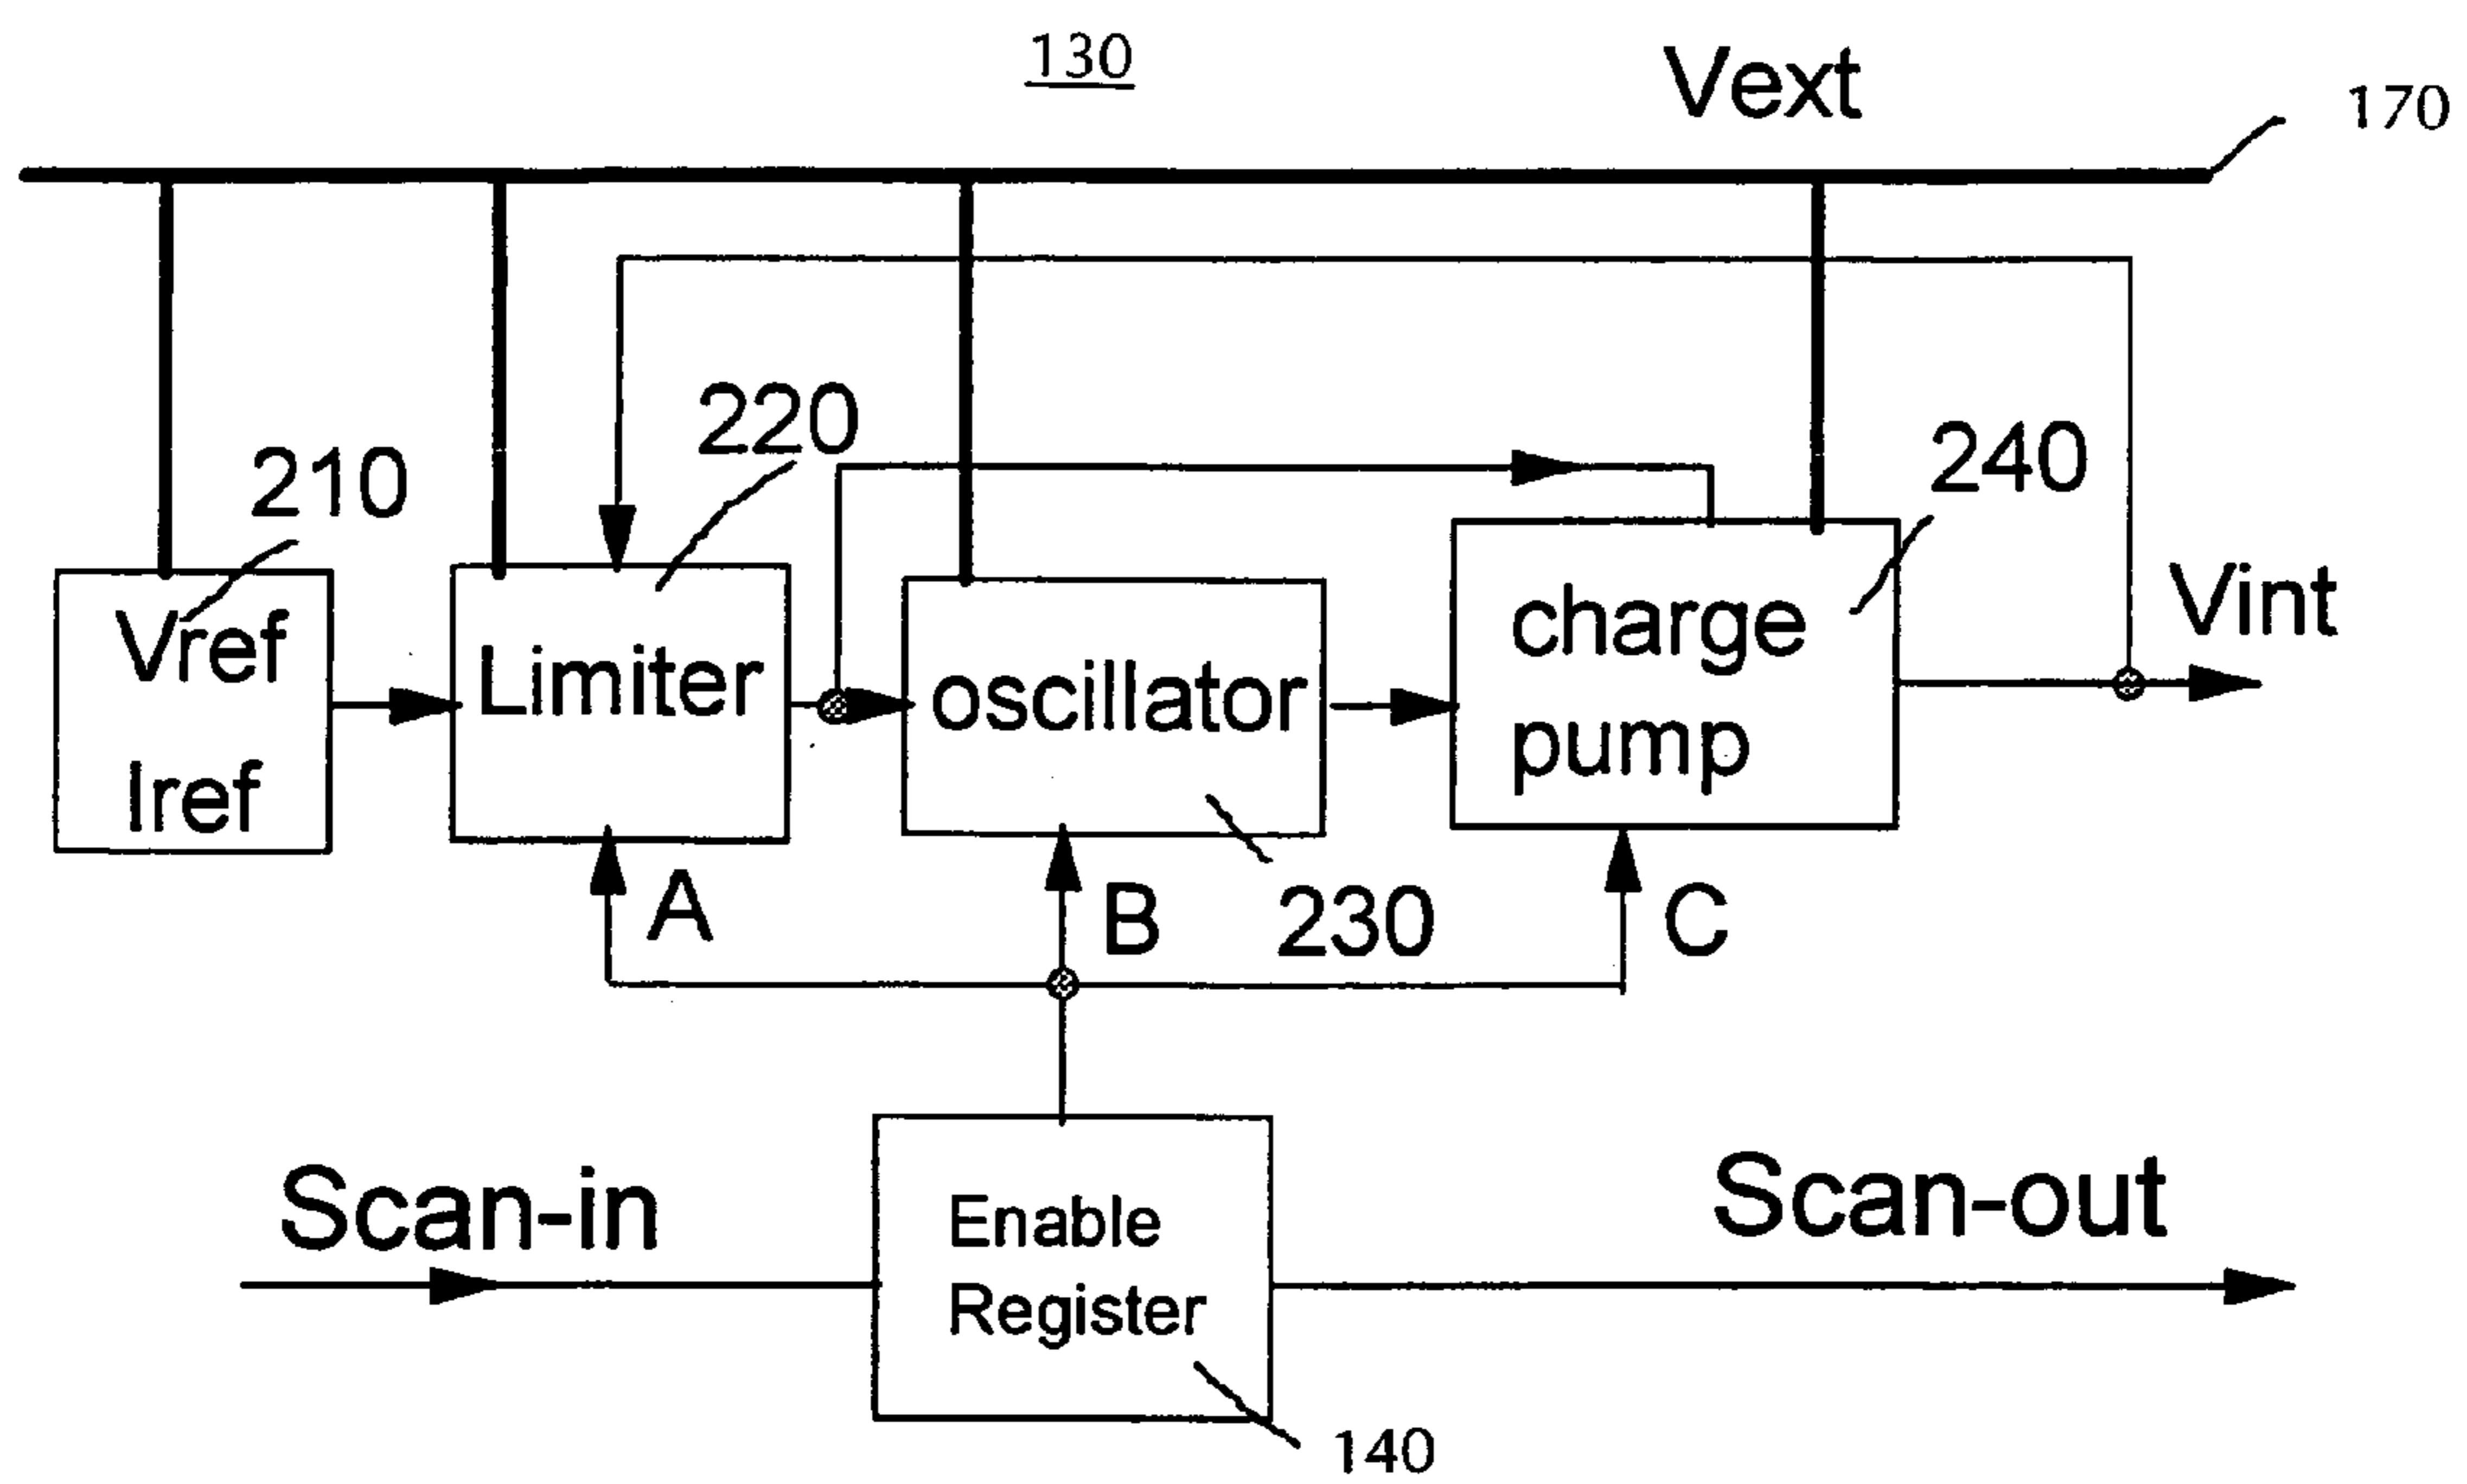 130
Vext
170
220
210
240
Vref
Iref
Limiter
oscillator
charge
pump
Vint
A
B
230
C
Scan-in
Enable
Register
Scan-out
140